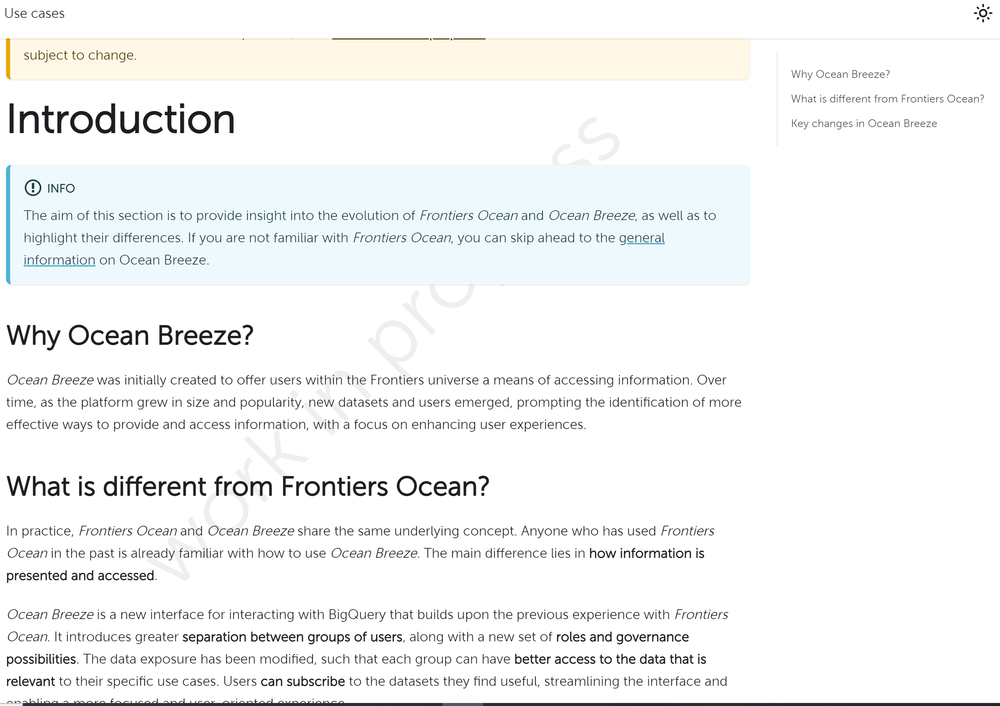 Use cases
subject to change.
Why Ocean Breeze?
What is different from Frontiers Ocean?
Key changes in Ocean Breeze
Introduction
INFO
The aim of this section is to provide insight into the evolution of Frontiers Ocean and Ocean Breeze, as well as to
highlight their differences. If you are not familiar with Frontiers Ocean, you can skip ahead to the general
information on Ocean Breeze.
Why Ocean Breeze?
Ocean Breeze was initially created to offer users within the Frontiers universe a means of accessing information. Over
time, as the platform grew in size and popularity, new datasets and users emerged, prompting the identification of more
effective ways to provide and access information, with a focus on enhancing user experiences.
What is different from Frontiers Ocean?
In practice, Frontiers Ocean and Ocean Breeze share the same underlying concept. Anyone who has used Frontiers
Ocean in the past is already familiar with how to use Ocean Breeze. The main difference lies in how information is
presented and accessed.
Ocean Breeze is a new interface for interacting with BigQuery that builds upon the previous experience with Frontiers
Ocean. It introduces greater separation between groups of users, along with a new set of roles and governance
possibilities. The data exposure has been modified, such that each group can have better access to the data that is
relevant to their specific use cases. Users can subscribe to the datasets they find useful, streamlining the interface and
enabling a more focused and user-oriented experience.
work in